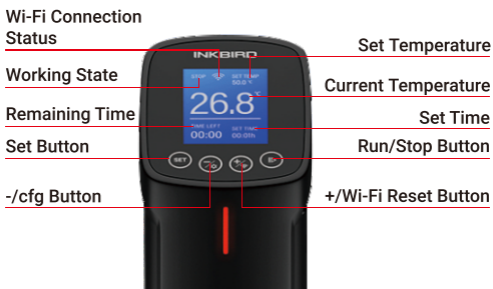 Wi-Fi Connection
Status
Working State
Remaining Time
Set Button
-/cfg Button
INKBIRD
STOP
SET TEMP
50.0
26.8
°C
TIME LEFT
00:00
SET TIME
00:01h
SET
Set Temperature
Current Temperature
Set Time
Run/Stop Button
+/Wi-Fi Reset Button